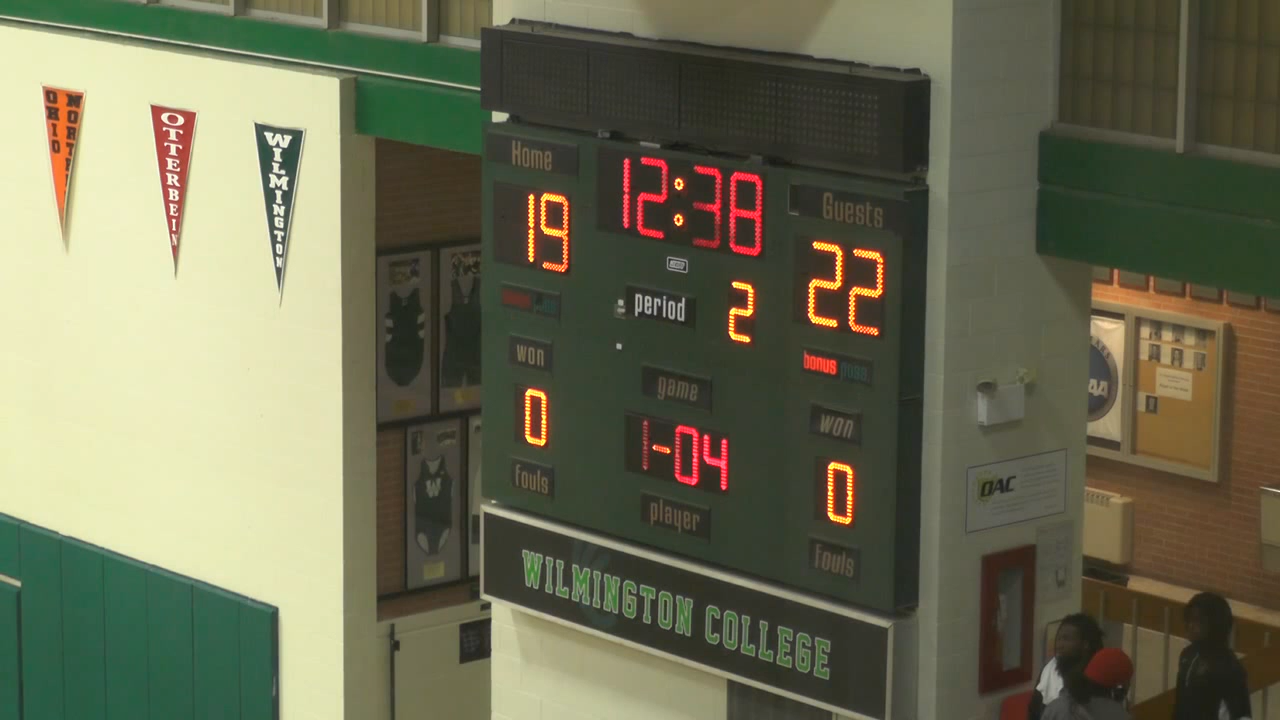 OHIO NORTHERN
OTTERBEIN
WILMINGTON
Home
12:38
Guests
19
22
period
2
won
bonus poss.
game
0
won
1-04
0
fouls
player
fouls
OAC
WILMINGTON COLLEGE
W